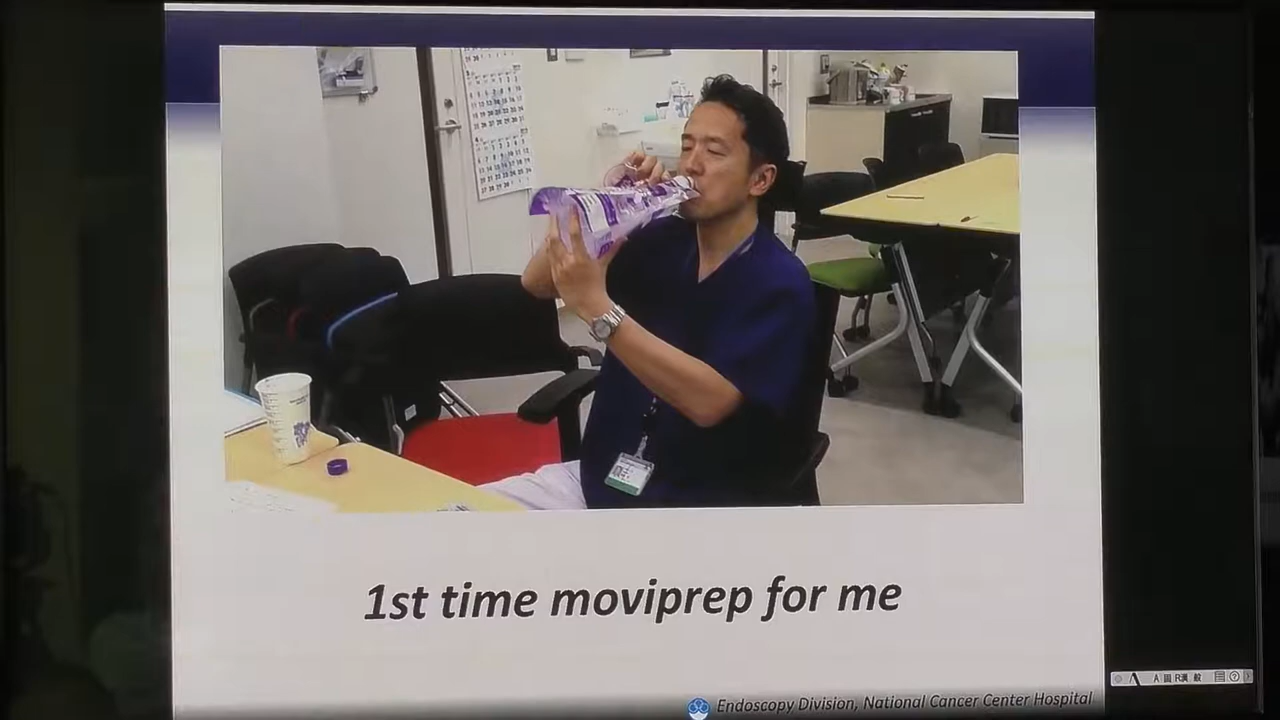 1st time moviprep for me
Endoscopy Division, National Cancer Center Hospital